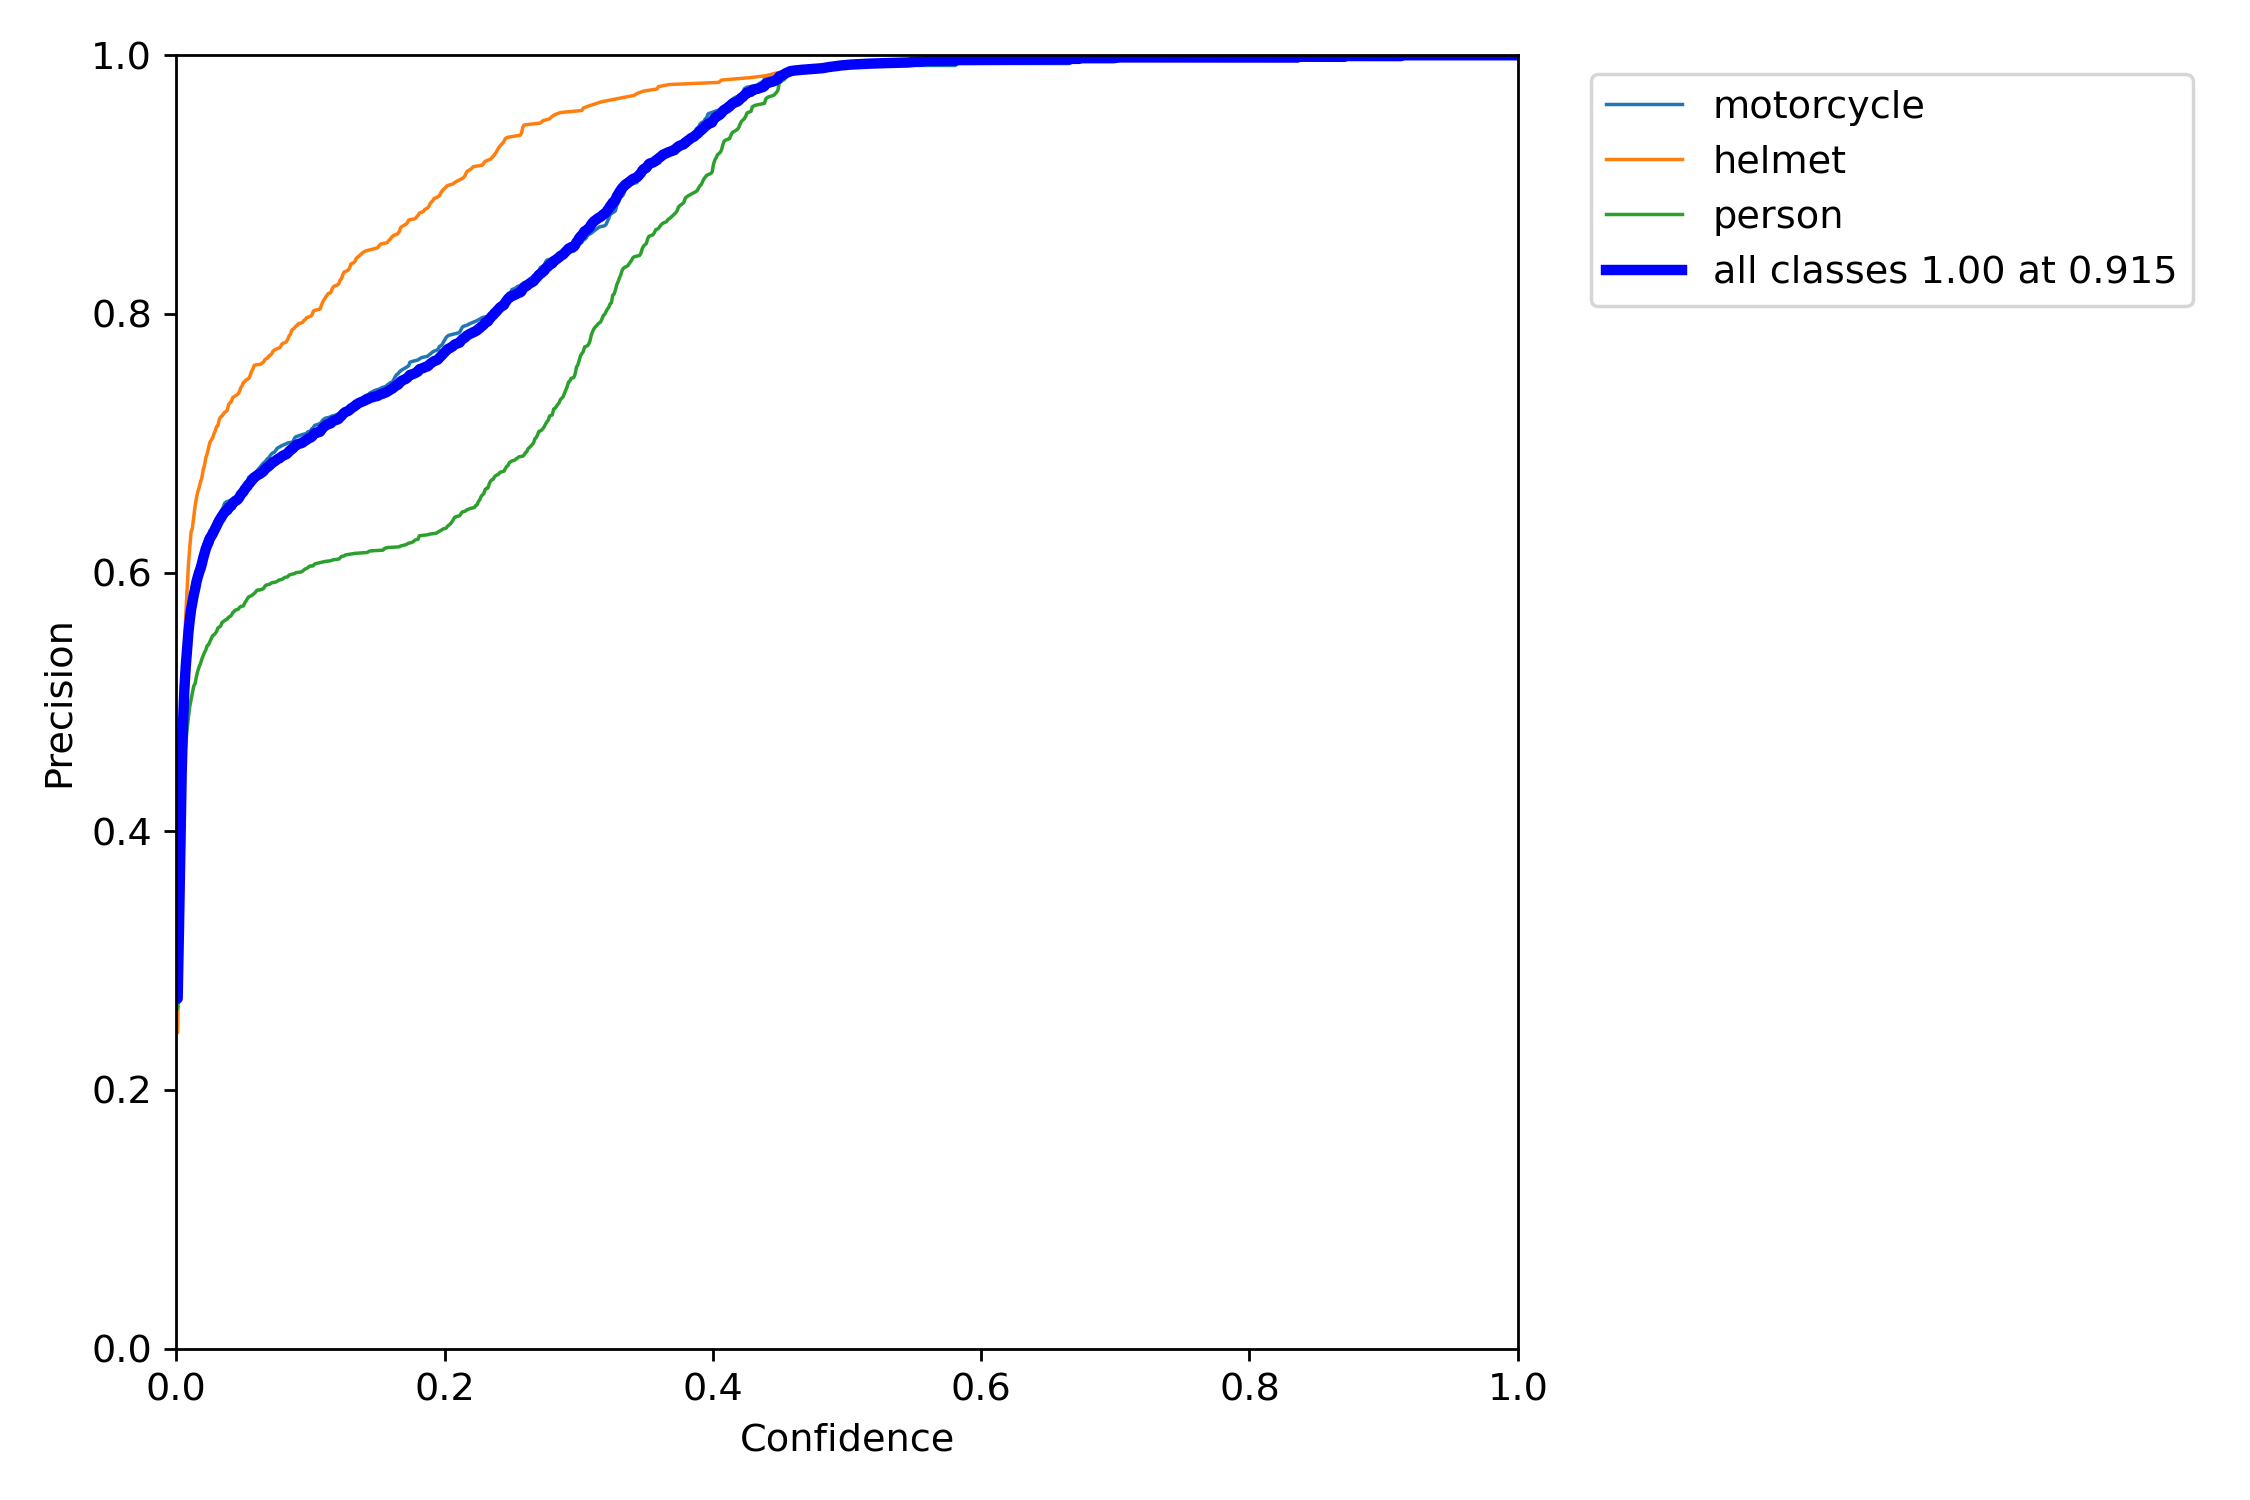 1.0
0.8
0.6
0.4
0.2
0.0
Precision
0.0 0.2 0.4 0.6 0.8 1.0
Confidence
motorcycle
helmet
person
all classes 1.00 at 0.915